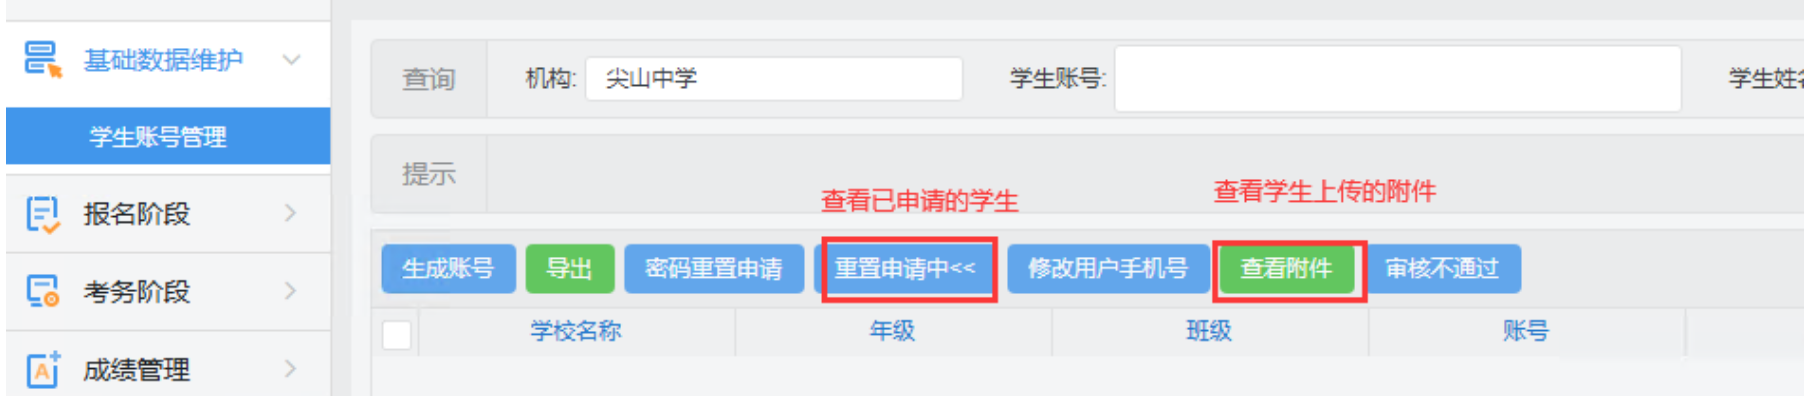 基础数据维护
学生账号管理
报名阶段
考务阶段
成绩管理
查询 机构: 尖山中学 学生账号: 学生姓
提示
查看已申请的学生 查看学生上传的附件
生成账号 导出 密码重置申请 重置申请中<< 修改用户手机号 查看附件 审核不通过
学校名称 年级 班级 账号